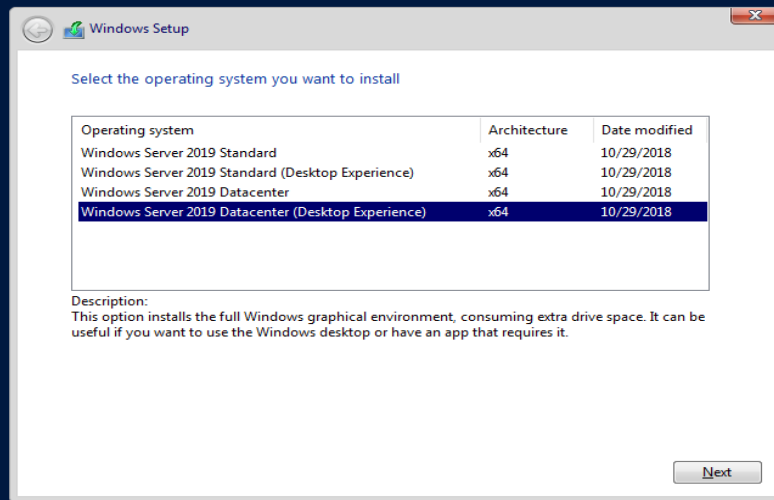 Windows Setup
Select the operating system you want to install
Operating system Architecture Date modified
Windows Server 2019 Standard x64 10/29/2018
Windows Server 2019 Standard (Desktop Experience) x64 10/29/2018
Windows Server 2019 Datacenter x64 10/29/2018
Windows Server 2019 Datacenter (Desktop Experience) x64 10/29/2018
Description:
This option installs the full Windows graphical environment, consuming extra drive space. It can be
useful if you want to use the Windows desktop or have an app that requires it.
Next